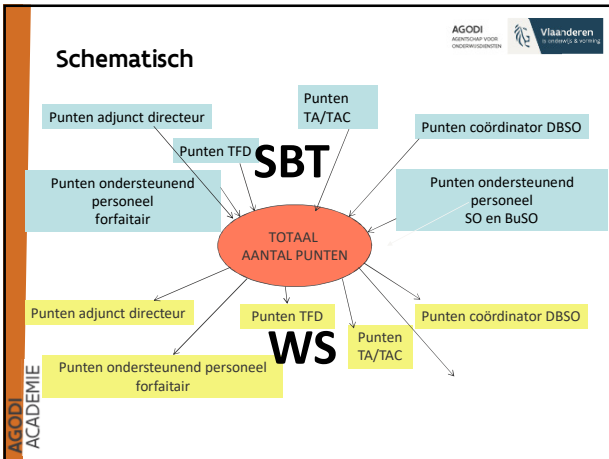 AGODI
AGENTSCHAP VOOR
ONDERWIJSDIENSTEN
Vlaanderen
is onderwijs & vorming
Schematisch
Punten adjunct directeur
Punten
TA/TAC
Punten coördinator DBSO
Punten TFD
SBT
Punten ondersteunend
personeel
forfaitair
Punten ondersteunend
personeel
SO en BuSO
TOTAAL
AANTAL PUNTEN
Punten adjunct directeur
Punten TFD
Punten coördinator DBSO
WS
Punten
TA/TAC
Punten ondersteunend personeel
forfaitair
AGODI
ACADEMIE